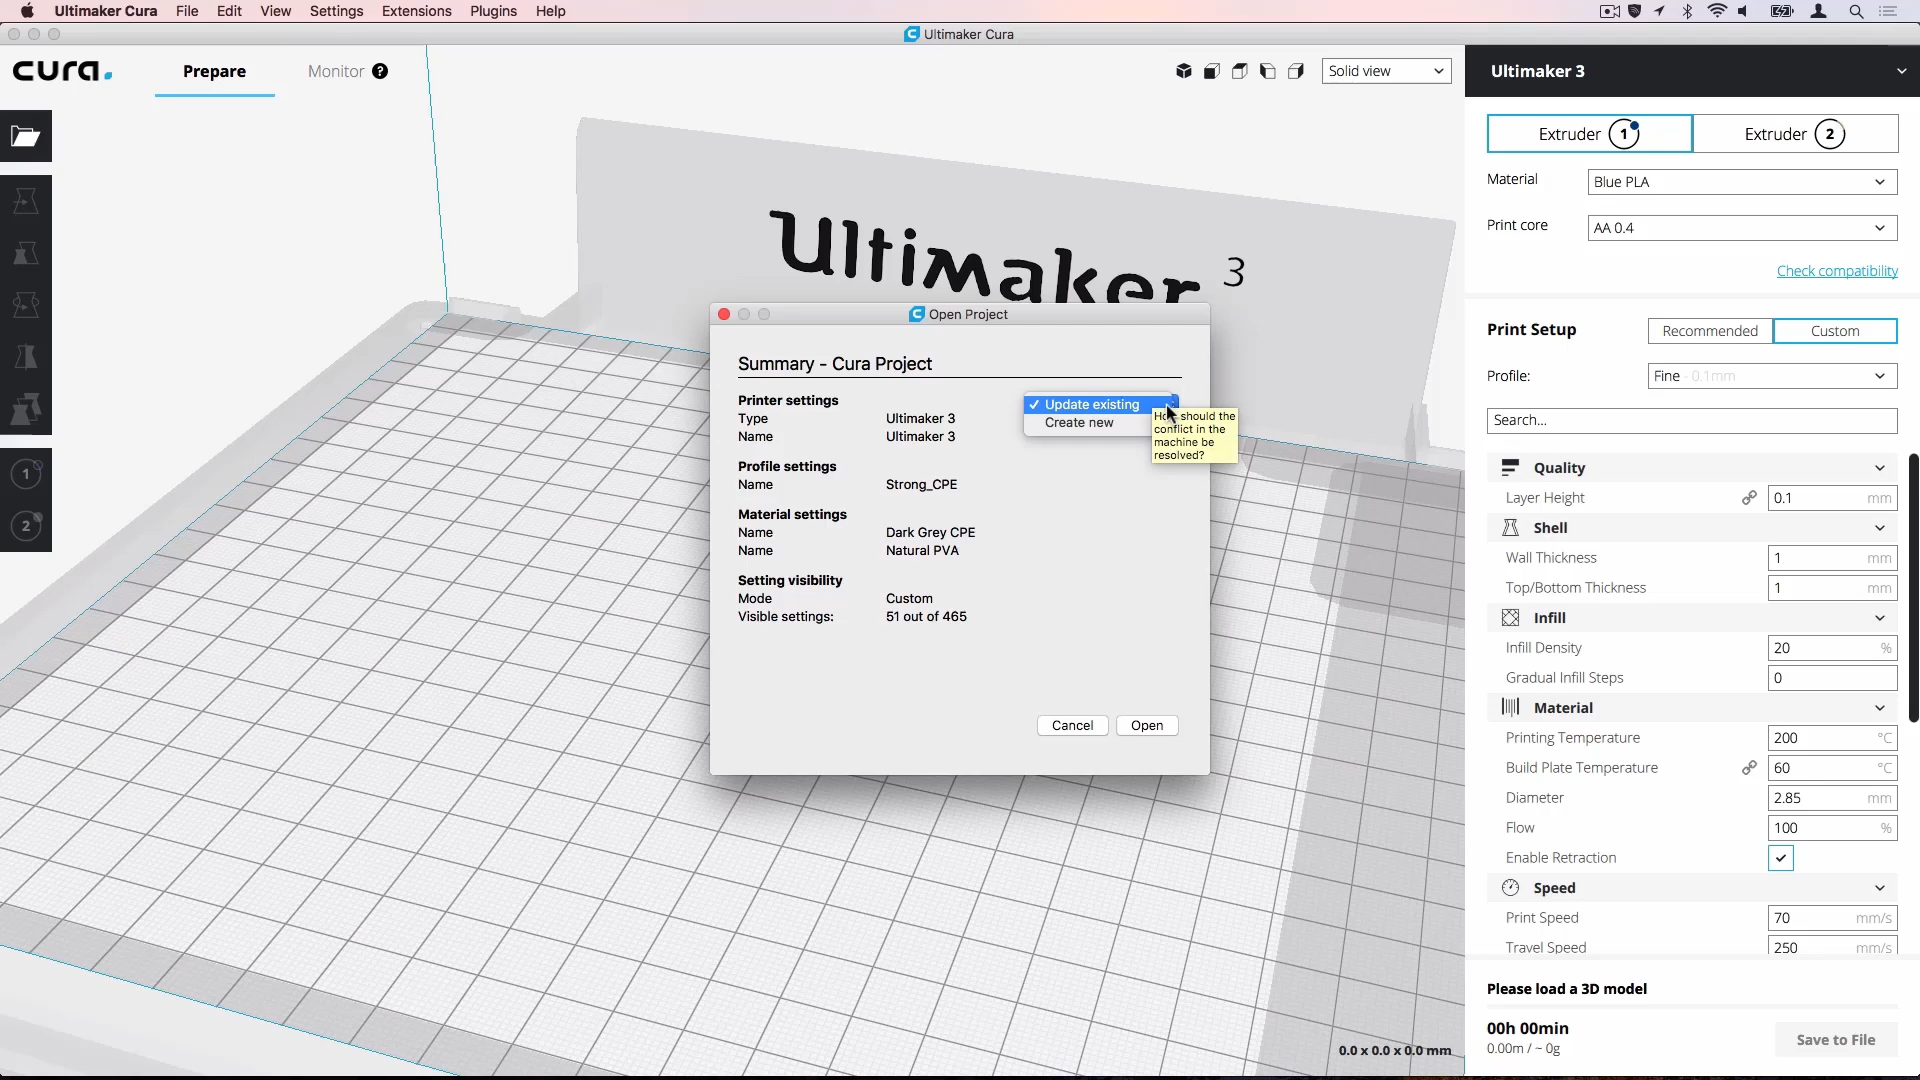 Ultimaker Cura File Edit View Settings Extensions Plugins Help
Ultimaker Cura
cura.
Prepare
Monitor ?
Solid view
Ultimaker 3
Ultimaker 3
Extruder 1
Extruder 2
Material
Blue PLA
Print core
AA 0.4
Check compatibility
Print Setup
Recommended
Custom
Profile:
Fine - 0.1mm
Search...
Quality
Layer Height 0.1 mm
Shell
Wall Thickness 1 mm
Top/Bottom Thickness 1 mm
Infill
Infill Density 20 %
Gradual Infill Steps 0
Material
Printing Temperature 200 °C
Build Plate Temperature 60 °C
Diameter 2.85 mm
Flow 100 %
Enable Retraction
Speed
Print Speed 70 mm/s
Travel Speed 250 mm/s
Please load a 3D model
00h 00min
0.00m / ~ 0g
Save to File
1
2
Open Project
Summary - Cura Project
Printer settings
Type Ultimaker 3
Name Ultimaker 3
Update existing
Create new
How should the
conflict in the
machine be
resolved?
Profile settings
Name Strong_CPE
Material settings
Name Dark Grey CPE
Name Natural PVA
Setting visibility
Mode Custom
Visible settings: 51 out of 465
Cancel
Open
0.0 x 0.0 x 0.0 mm